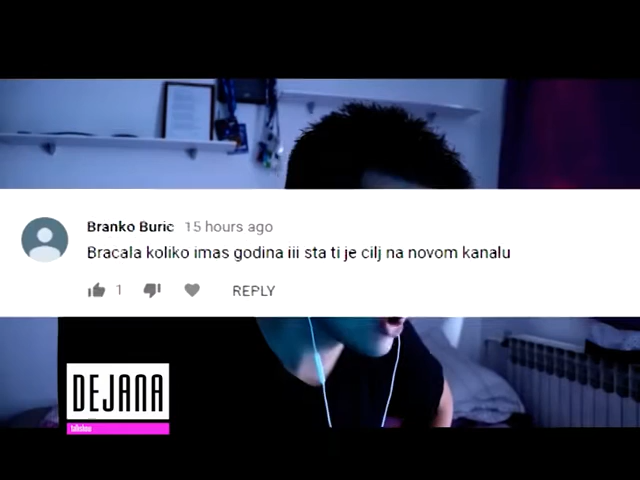 Branko Buric 15 hours ago
Bracala koliko imas godina iii sta ti je cilj na novom kanalu
1 REPLY
DEJANA
talkshow